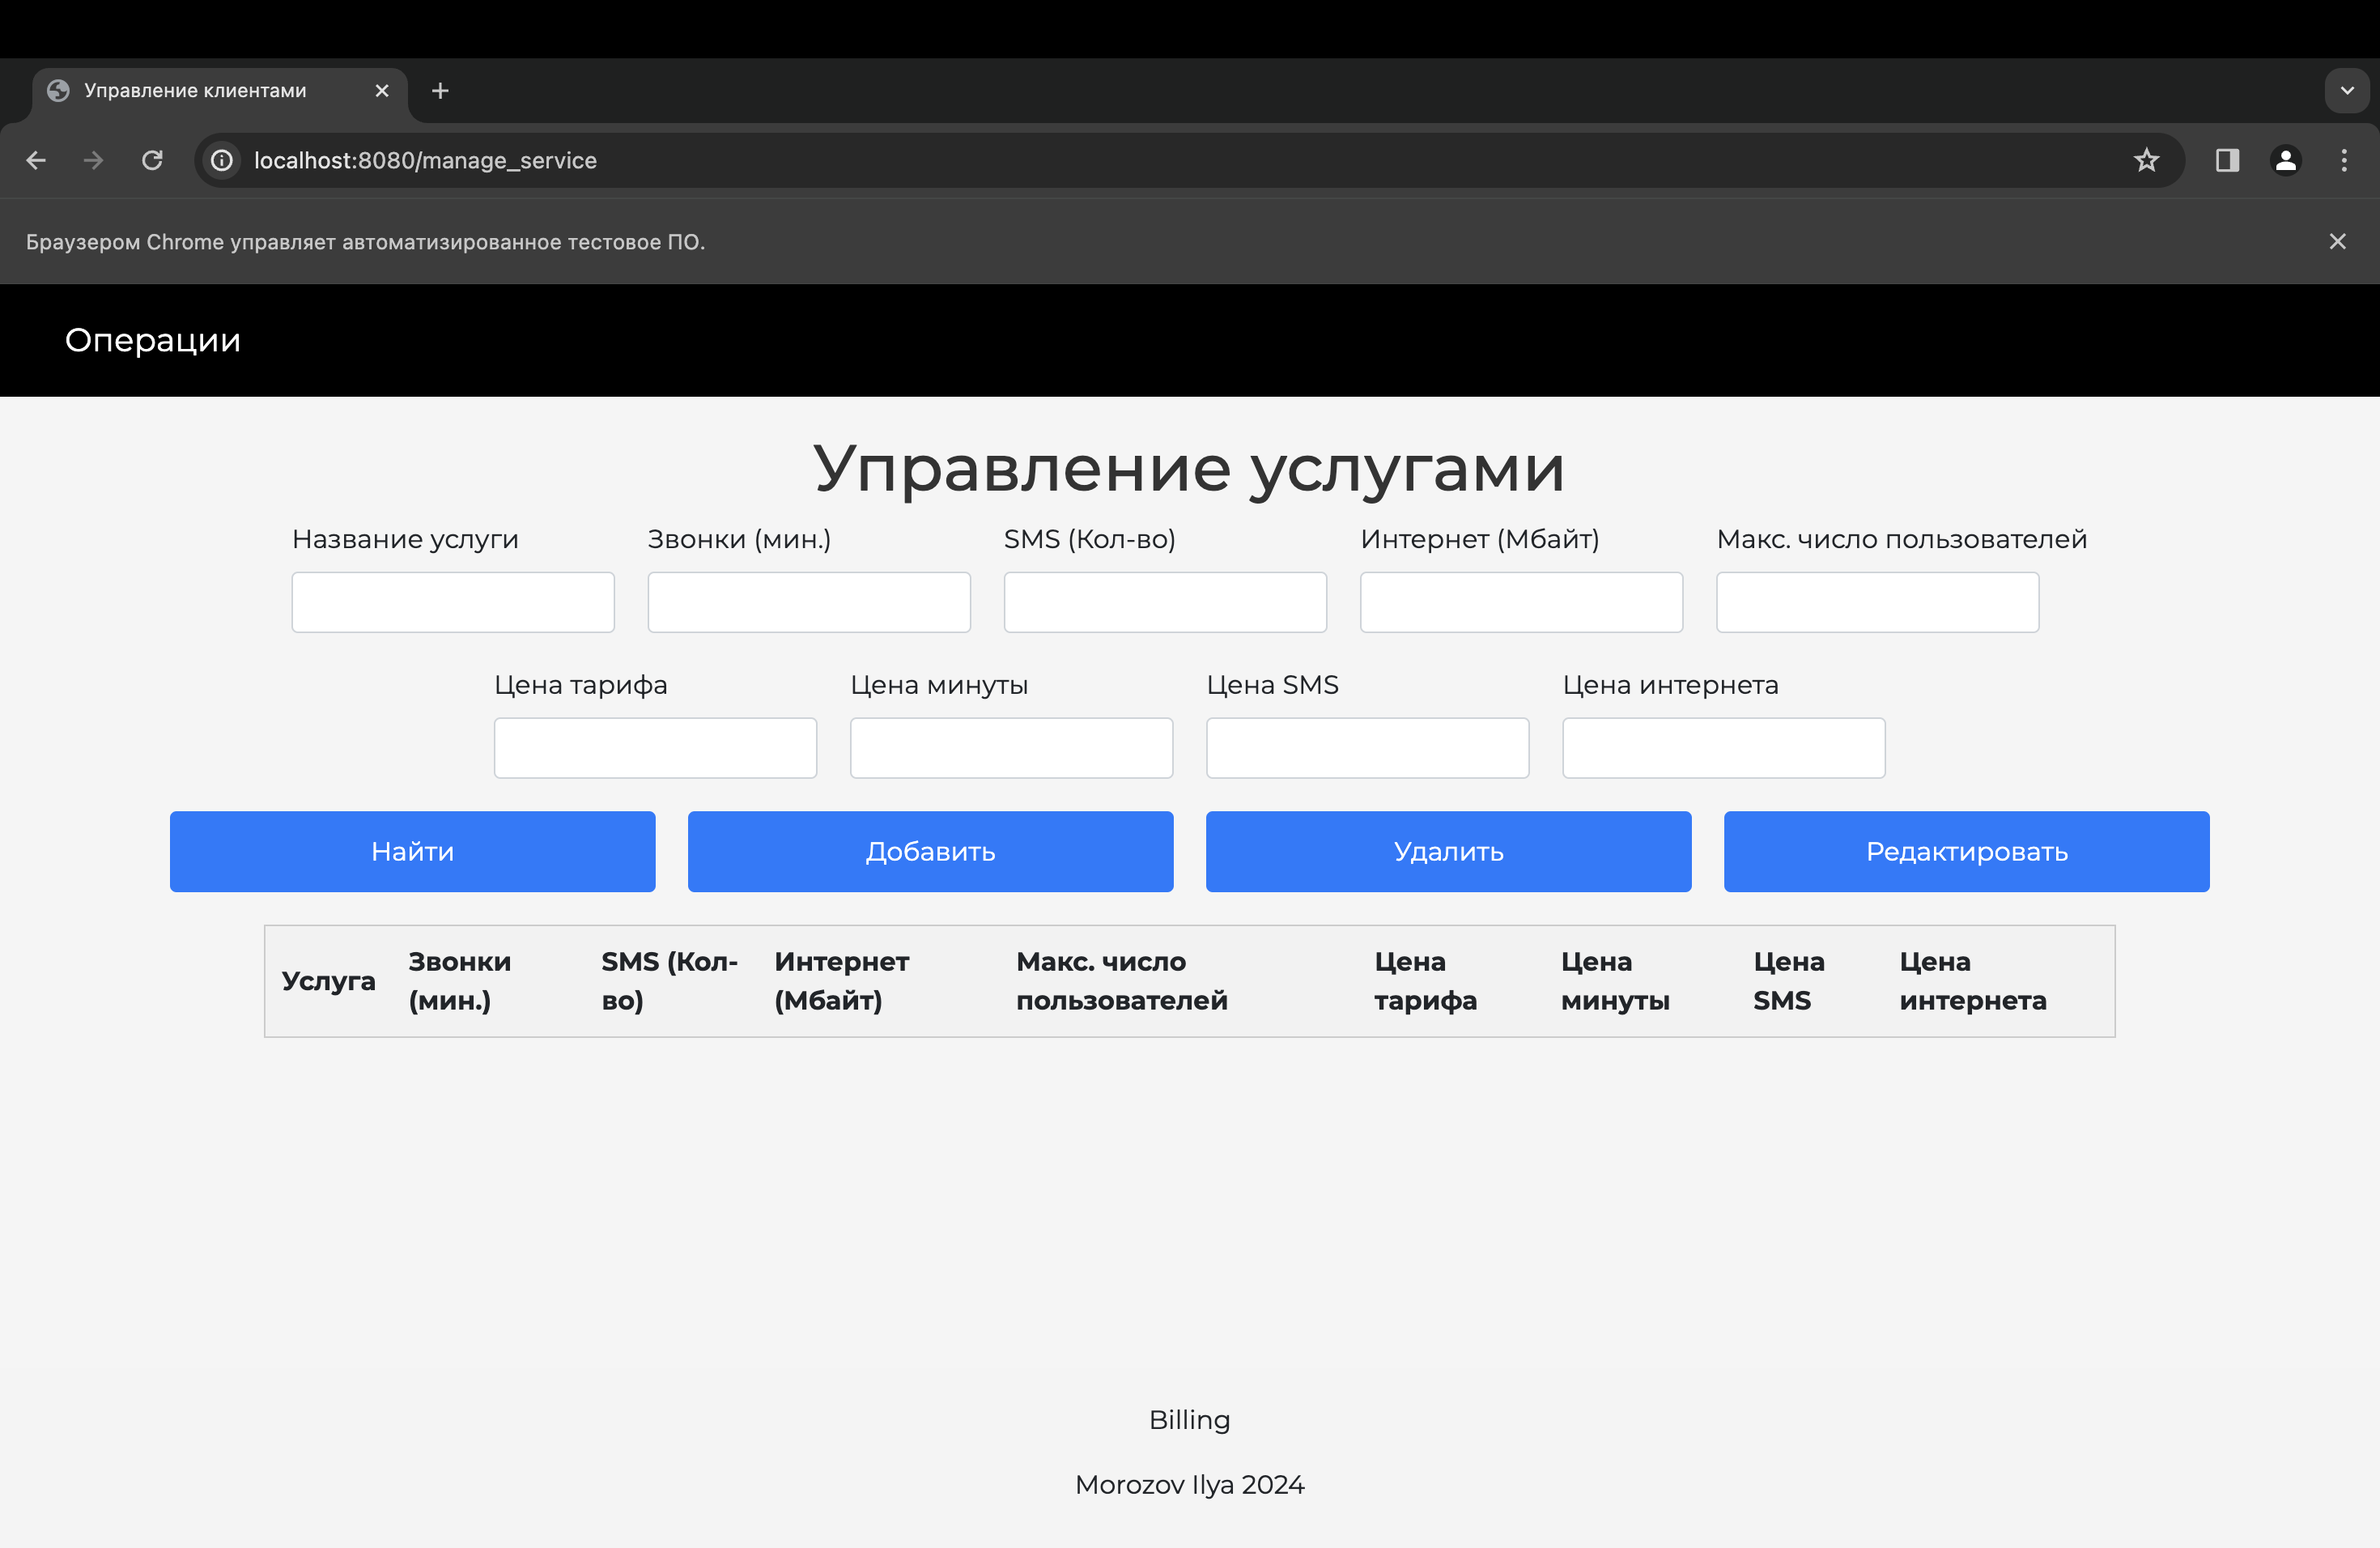 Управление клиентами
localhost:8080/manage_service
Браузером Chrome управляет автоматизированное тестовое ПО.
Операции
Управление услугами
Название услуги Звонки (мин.) SMS (Кол-во) Интернет (Мбайт) Макс. число пользователей
Цена тарифа Цена минуты Цена SMS Цена интернета
Найти Добавить Удалить Редактировать
Услуга Звонки (мин.) SMS (Кол-во) Интернет (Мбайт) Макс. число пользователей Цена тарифа Цена минуты Цена SMS Цена интернета
Billing
Morozov Ilya 2024